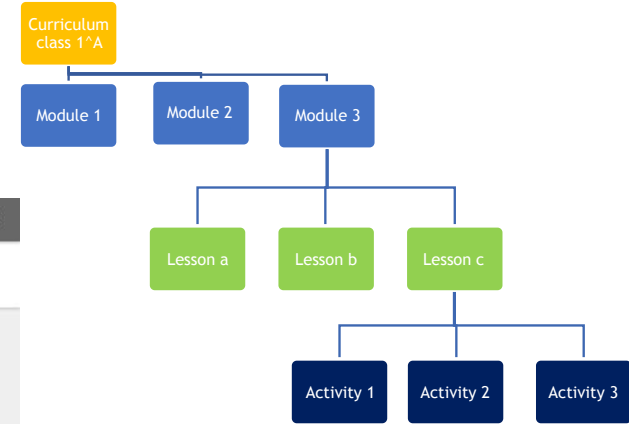 Curriculum
class 1^A
Module 1
Module 2
Module 3
Lesson a
Lesson b
Lesson c
Activity 1
Activity 2
Activity 3